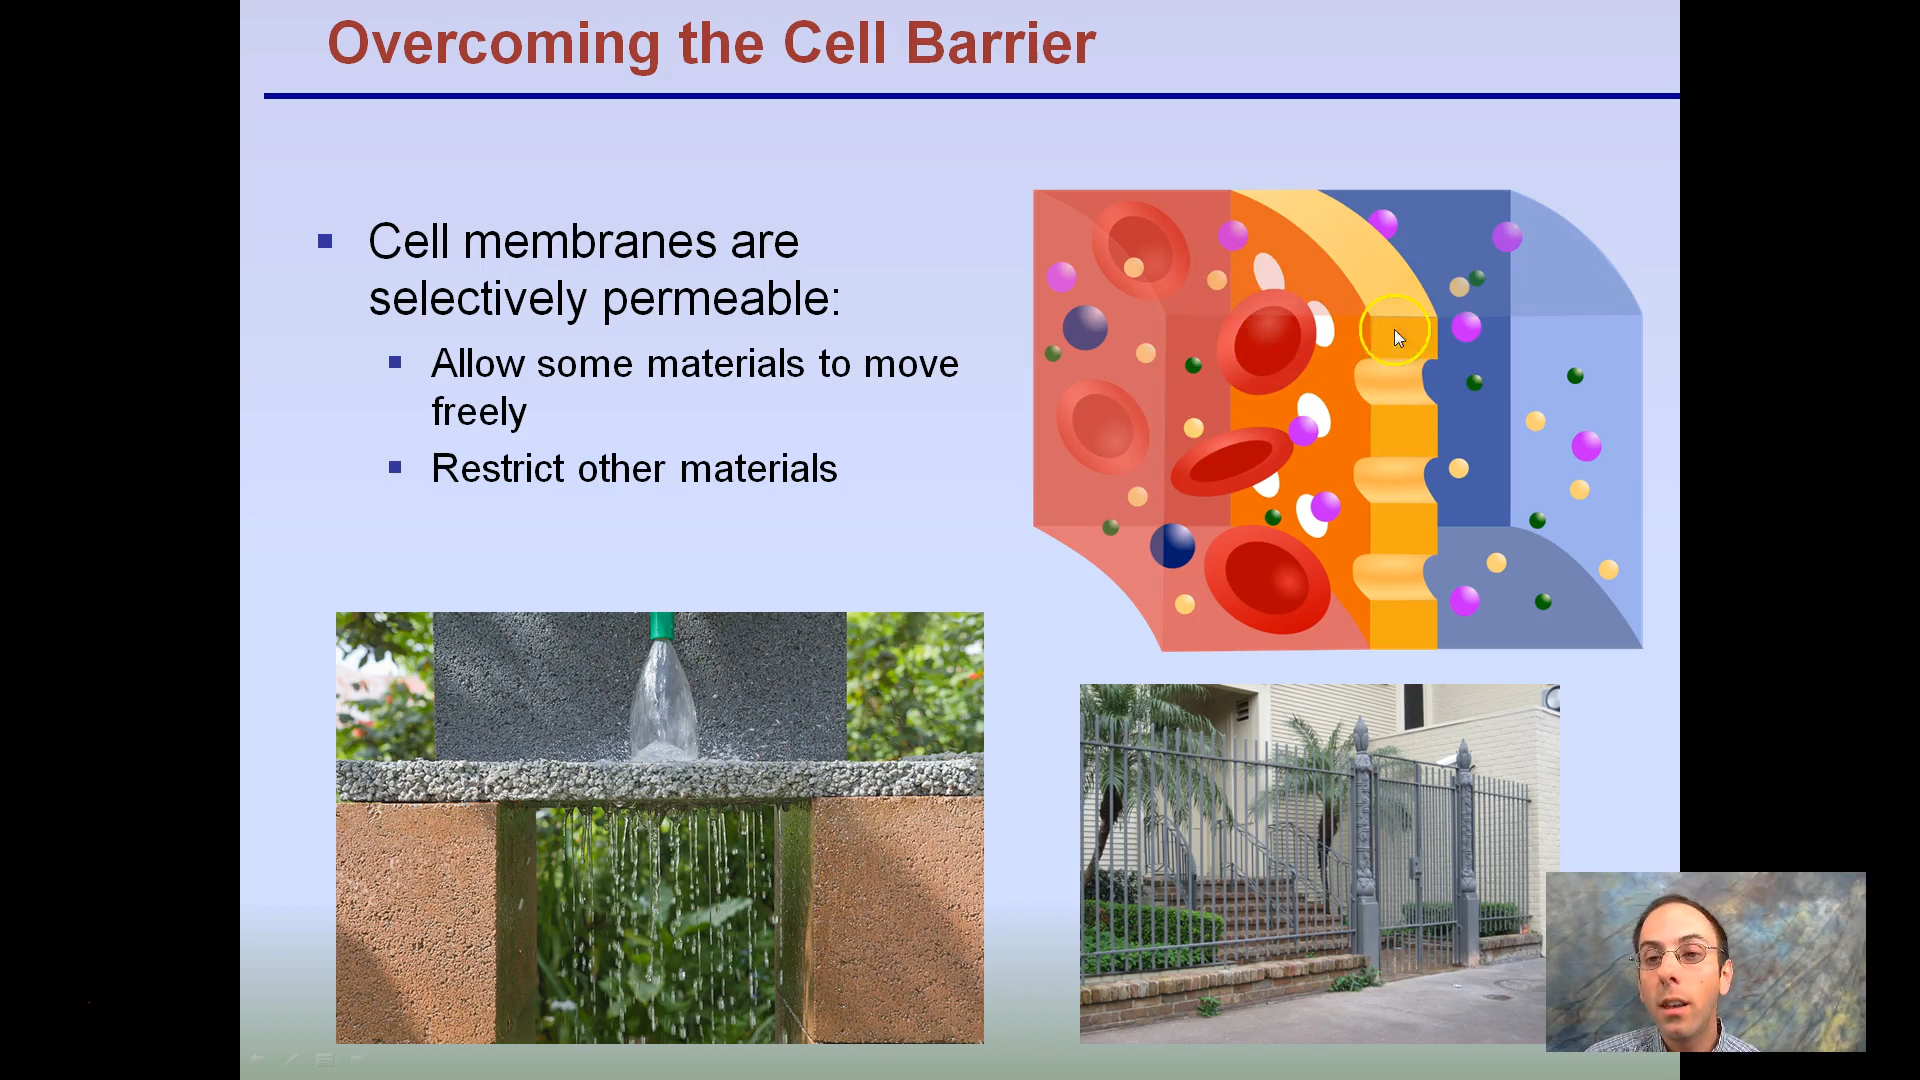 Overcoming the Cell Barrier
Cell membranes are
selectively permeable:
Allow some materials to move
freely
Restrict other materials